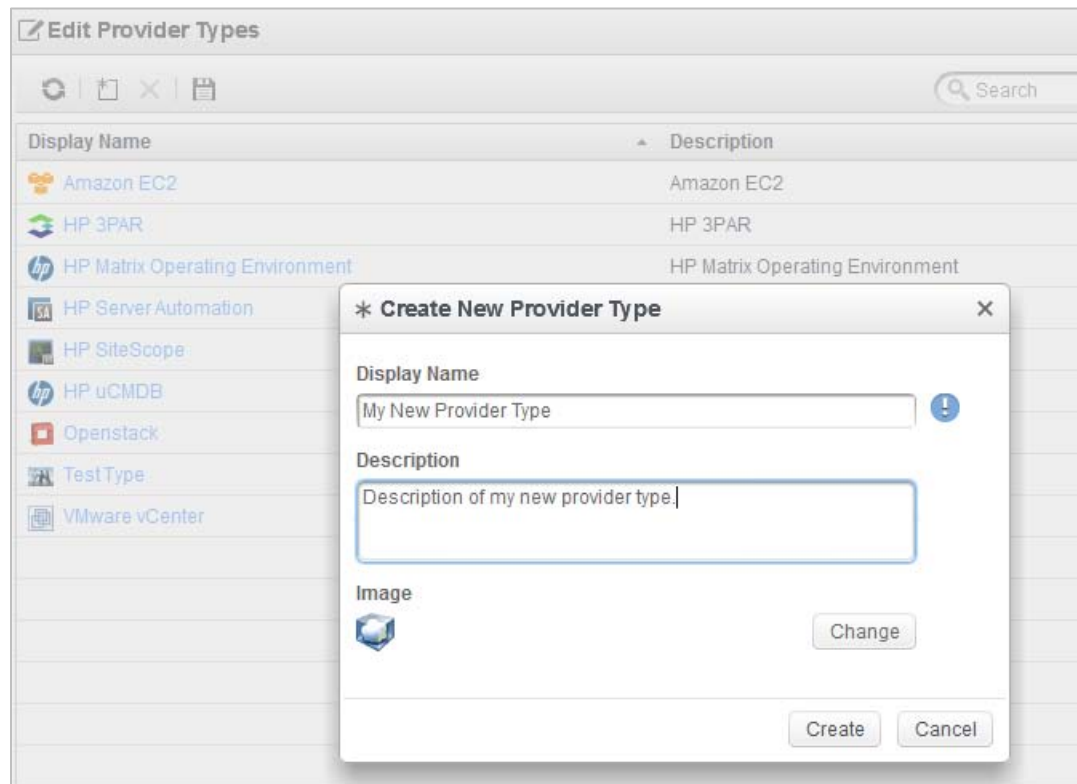 Edit Provider Types
Search
Display Name Description
Amazon EC2 Amazon EC2
HP 3PAR HP 3PAR
HP Matrix Operating Environment HP Matrix Operating Environment
HP Server Automation
HP SiteScope
HP uCMDB
Openstack
Test Type
VMware vCenter
Create New Provider Type
Display Name
My New Provider Type
Description
Description of my new provider type.
Image
Change
Create Cancel